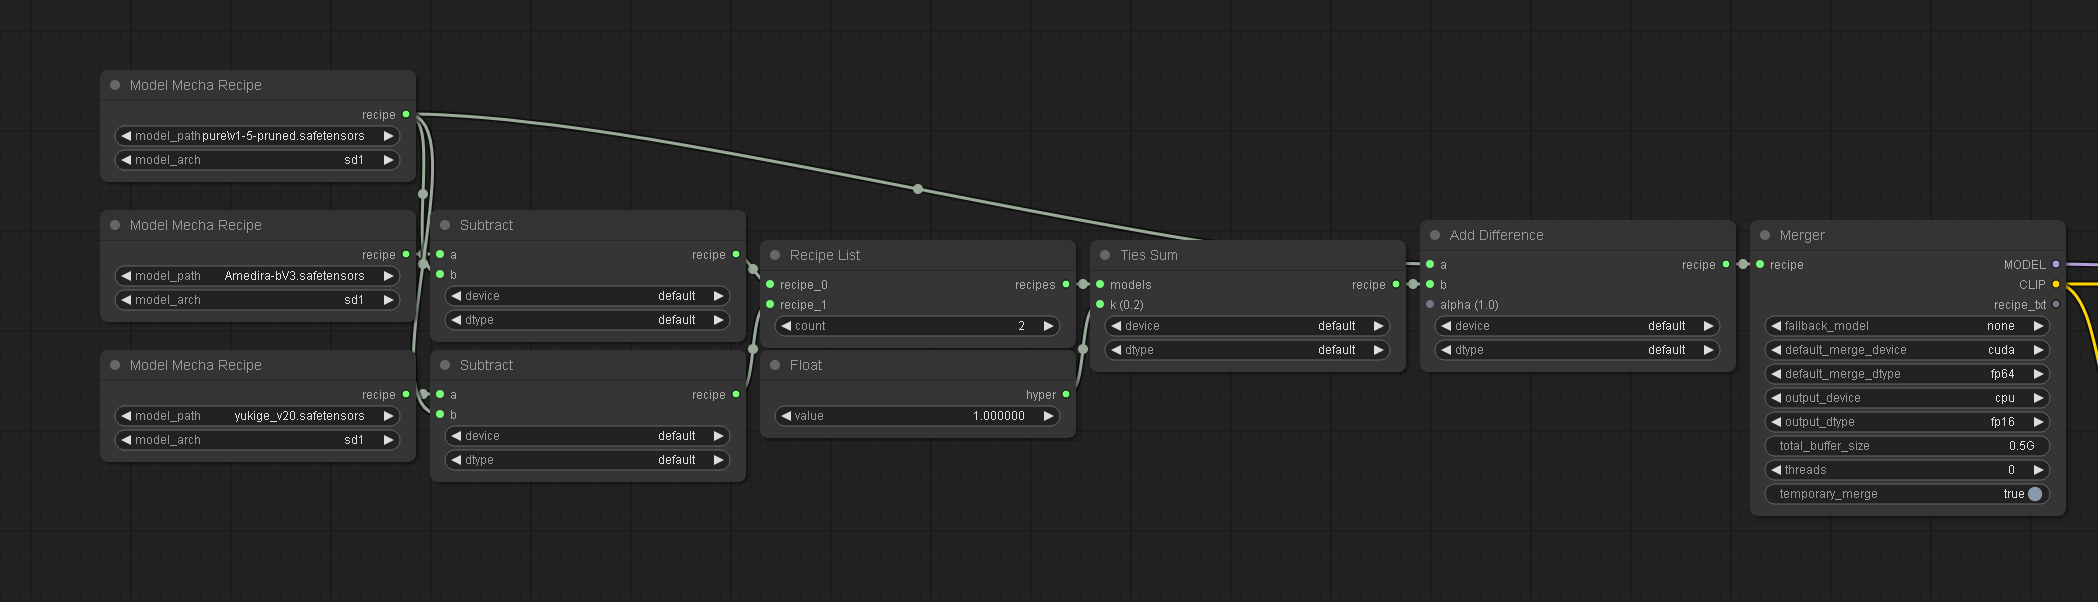 Model Mecha Recipe
recipe
model_path pure\v1-5-pruned.safetensors
model_arch sd1
Model Mecha Recipe
recipe
model_path Amedira-bV3.safetensors
model_arch sd1
Model Mecha Recipe
recipe
model_path yukige_v20.safetensors
model_arch sd1
Subtract
a recipe
b
device default
dtype default
Subtract
a recipe
b
device default
dtype default
Recipe List
recipe_0 recipes
recipe_1
count 2
Float
hyper
value 1.000000
Ties Sum
models recipe
k (0.2)
device default
dtype default
Add Difference
a recipe
b
alpha (1.0)
device default
dtype default
Merger
recipe MODEL
CLIP
recipe_txt
fallback_model none
default_merge_device cuda
default_merge_dtype fp64
output_device cpu
output_dtype fp16
total_buffer_size 0.5G
threads 0
temporary_merge true